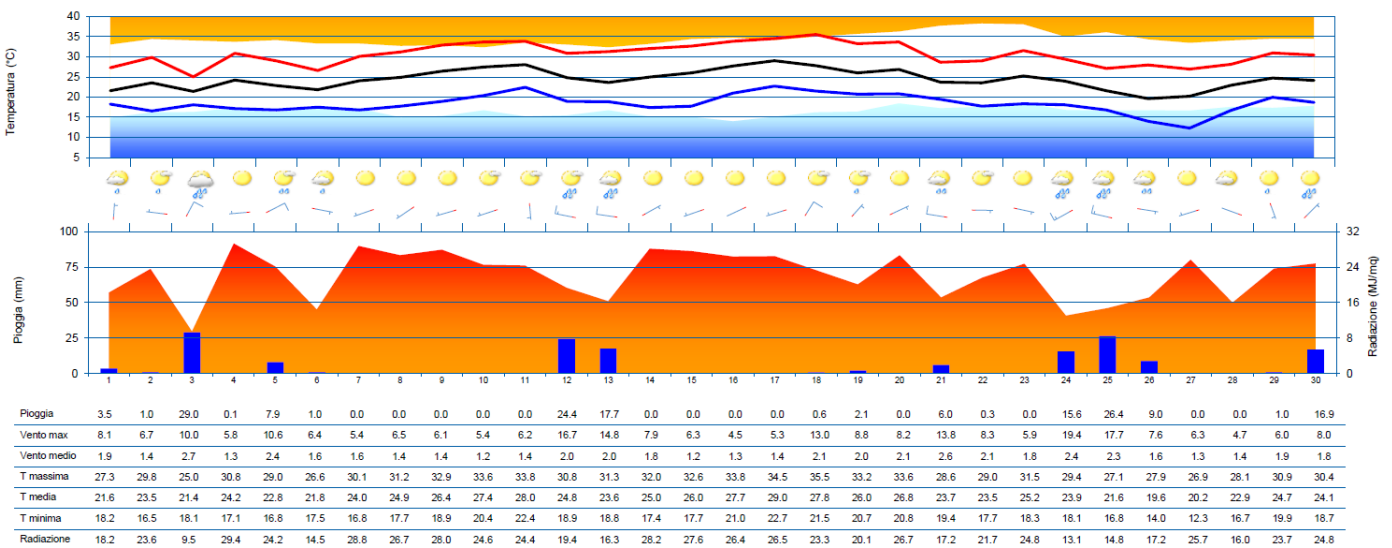 Temperatura (°C)
40
35
30
25
20
15
10
5
Pioggia (mm)
100
75
50
25
0
32
24
16
8
0
Radiazione (MJ/mq)
1 2 3 4 5 6 7 8 9 10 11 12 13 14 15 16 17 18 19 20 21 22 23 24 25 26 27 28 29 30
Pioggia 3.5 1.0 29.0 0.1 7.9 1.0 0.0 0.0 0.0 0.0 0.0 24.4 17.7 0.0 0.0 0.0 0.0 0.6 2.1 0.0 6.0 0.3 0.0 15.6 26.4 9.0 0.0 0.0 1.0 16.9
Vento max 8.1 6.7 10.0 5.8 10.6 6.4 5.4 6.5 6.1 5.4 6.2 16.7 14.8 7.9 6.3 4.5 5.3 13.0 8.8 8.2 13.8 8.3 5.9 19.4 17.7 7.6 6.3 4.7 6.0 8.0
Vento medio 1.9 1.4 2.7 1.3 2.4 1.6 1.6 1.4 1.4 1.2 1.4 2.0 2.0 1.8 1.2 1.3 1.4 2.1 2.0 2.1 2.6 2.1 1.8 2.4 2.3 1.6 1.3 1.4 1.9 1.8
T massima 27.3 29.8 25.0 30.8 29.0 26.6 30.1 31.2 32.9 33.6 33.8 30.8 31.3 32.0 32.6 33.8 34.5 35.5 33.2 33.6 28.6 29.0 31.5 29.4 27.1 27.9 26.9 28.1 30.9 30.4
T media 21.6 23.5 21.4 24.2 22.8 21.8 24.0 24.9 26.4 27.4 28.0 24.8 23.6 25.0 26.0 27.7 29.0 27.8 26.0 26.8 23.7 23.5 25.2 23.9 21.6 19.6 20.2 22.9 24.7 24.1
T minima 18.2 16.5 18.1 17.1 16.8 17.5 16.8 17.7 18.9 20.4 22.4 18.9 18.8 17.4 17.7 21.0 22.7 21.5 20.7 20.8 19.4 17.7 18.3 18.1 16.8 14.0 12.3 16.7 19.9 18.7
Radiazione 18.2 23.6 9.5 29.4 24.2 14.5 28.8 26.7 28.0 24.6 24.4 19.4 16.3 28.2 27.6 26.4 26.5 23.3 20.1 26.7 17.2 21.7 24.8 13.1 14.8 17.2 25.7 16.0 23.7 24.8